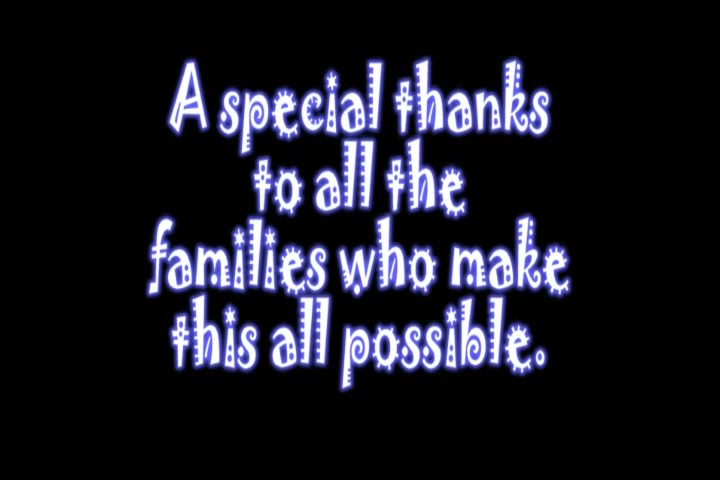 A special thanks
to all the
families who make
this all possible.